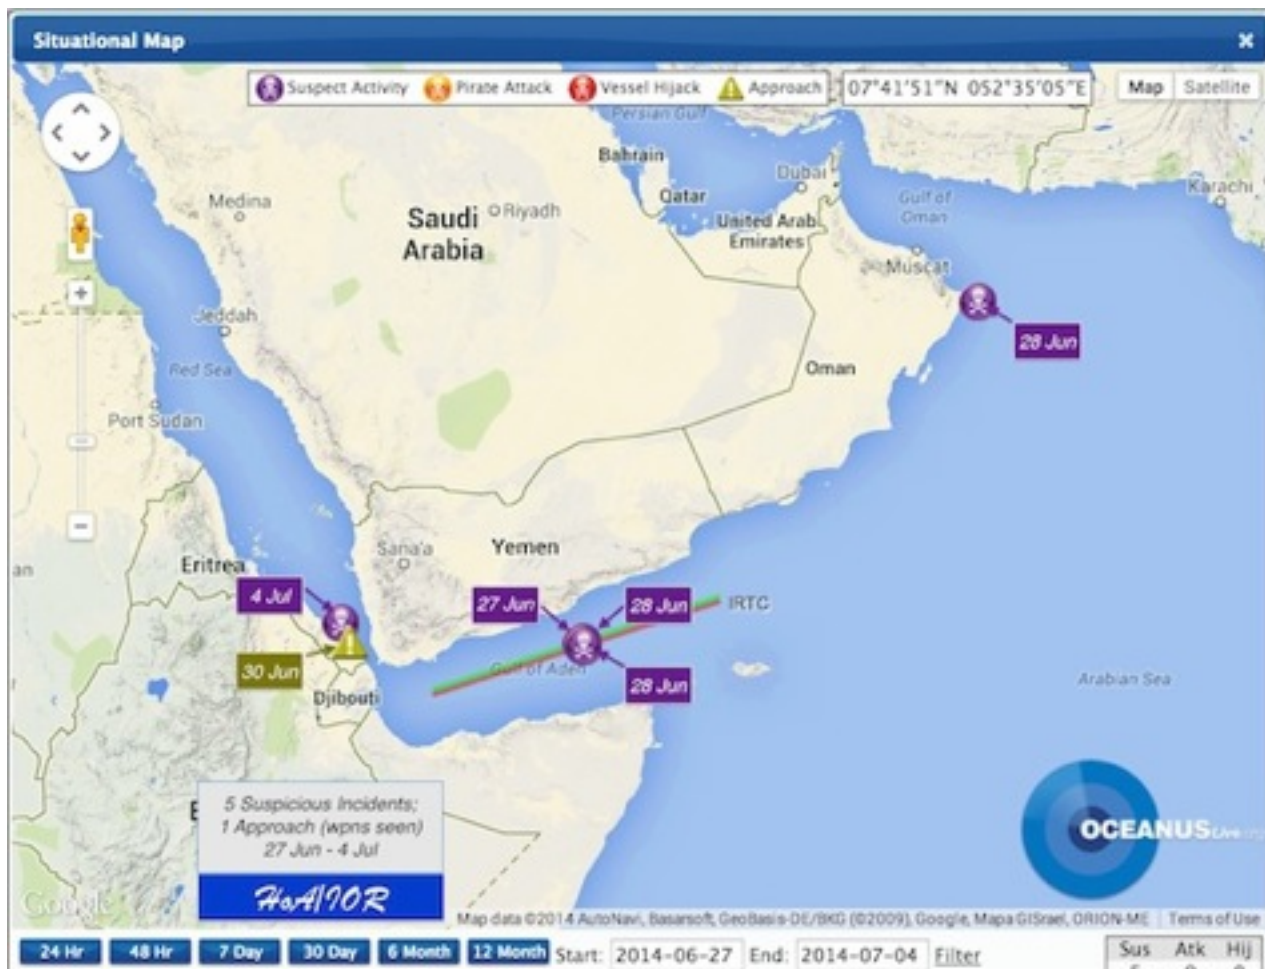 Situational Map
Suspect Activity Pirate Attack Vessel Hijack Approach 07°41'51"N 052°35'05"E Map Satellite
Persian Gulf
Bahrain
Dubai
Karachi
Medina
Qatar
Gulf of
Oman
Saudi
Arabia
Riyadh
United Arab
Emirates
Muscat
Jeddah
28 Jun
Red Sea
Oman
Port Sudan
an
Sana'a
Yemen
Eritrea
4 Jul
27 Jun
28 Jun
IRTC
30 Jun
Gulf of Aden
28 Jun
Arabian Sea
Djibouti
5 Suspicious Incidents;
1 Approach (wpns seen)
27 Jun - 4 Jul
OCEANUSLive
HoA/IOR
Google
Map data ©2014 AutoNavi, Basarsoft, GeoBasis-DE/BKG (©2009), Google, Mapa GISrael, ORION-ME Terms of Use
24 Hr 48 Hr 7 Day 30 Day 6 Month 12 Month Start: 2014-06-27 End: 2014-07-04 Filter
Sus Atk Hij